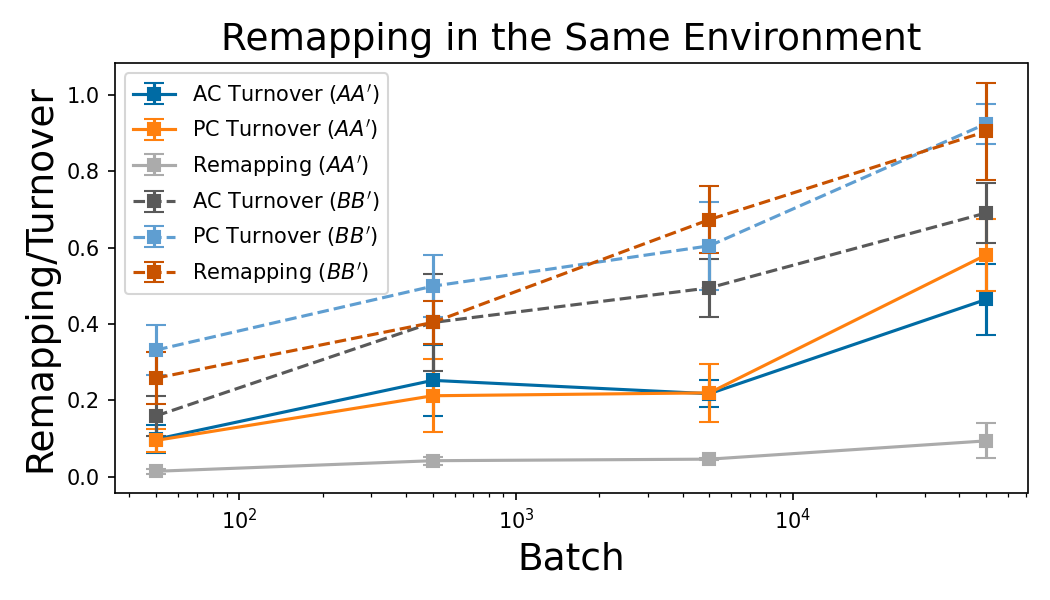 Remapping in the Same Environment
Remapping/Turnover
1.0
0.8
0.6
0.4
0.2
0.0
AC Turnover (AA′)
PC Turnover (AA′)
Remapping (AA′)
AC Turnover (BB′)
PC Turnover (BB′)
Remapping (BB′)
10² 10³ 10⁴
Batch